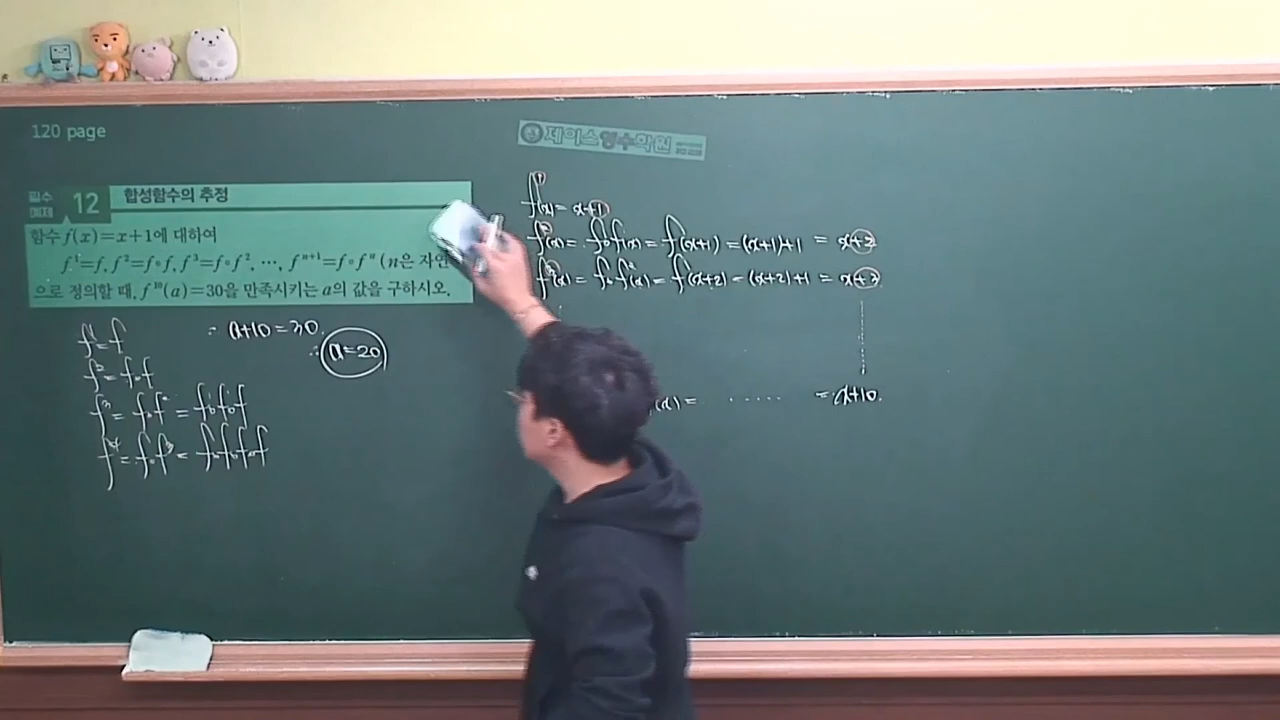 120 page
제이스영수학원
필수
예제 12 합성함수의 추정
함수 f(x)=x+1에 대하여
f¹=f, f²=f∘f, f³=f∘f², ⋯, fⁿ⁺¹=f∘fⁿ (n은 자연
으로 정의할 때, f¹⁰(a)=30을 만족시키는 a의 값을 구하시오.
f¹=f
f²=f∘f
f³=f∘f²=f∘f∘f
f⁴=f∘f³=f∘f∘f∘f
∴ a+10=30.
∴ a=20
f¹(x)=x+1
f²(x)=f∘f(x)=f(x+1)=(x+1)+1=x+2
f³(x)=f∘f²(x)=f(x+2)=(x+2)+1=x+3
(x)= ..... =x+10.